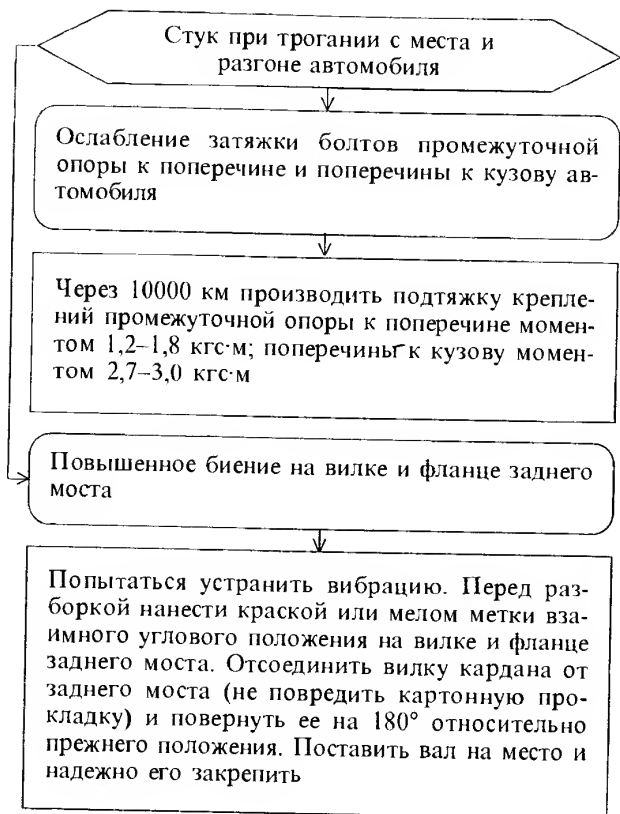 Стук при трогании с места и
разгоне автомобиля
Ослабление затяжки болтов промежуточной
опоры к поперечине и поперечины к кузову ав-
томобиля
Через 10000 км производить подтяжку крепле-
ний промежуточной опоры к поперечине момен-
том 1,2–1,8 кгс·м; поперечины к кузову момен-
том 2,7–3,0 кгс·м
Повышенное биение на вилке и фланце заднего
моста
Попытаться устранить вибрацию. Перед раз-
боркой нанести краской или мелом метки вза-
имного углового положения на вилке и фланце
заднего моста. Отсоединить вилку кардана от
заднего моста (не повредить картонную про-
кладку) и повернуть ее на 180° относительно
прежнего положения. Поставить вал на место и
надежно его закрепить